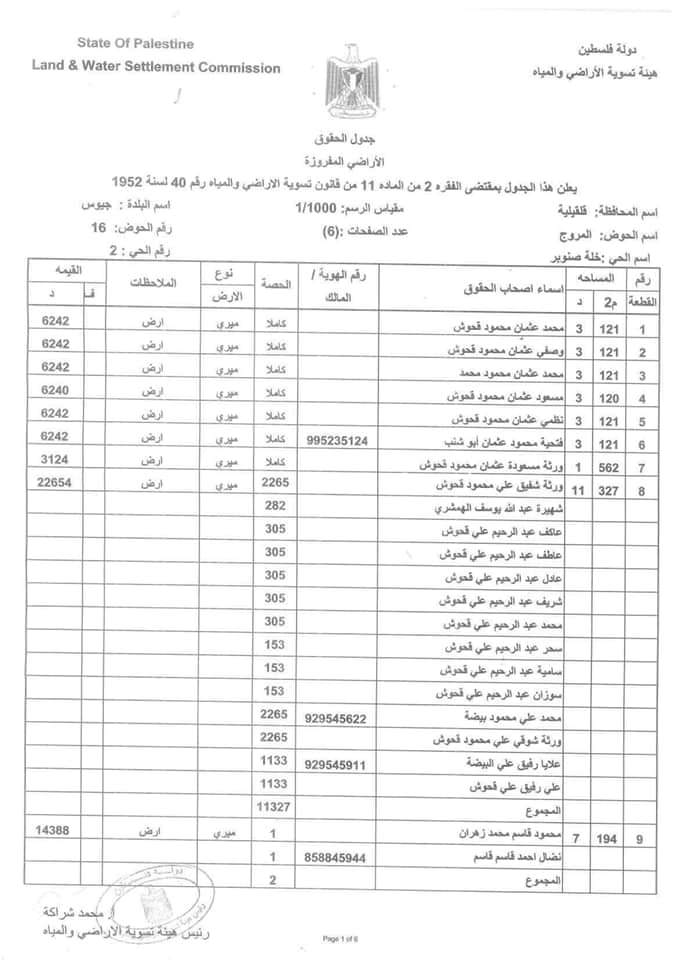 State Of Palestine
Land & Water Settlement Commission
دولة فلسطين
هيئة تسوية الأراضي والمياه
جدول الحقوق
الأراضي المفروزة
يعلن هذا الجدول بمقتضى الفقره 2 من الماده 11 من قانون تسوية الاراضي والمياه رقم 40 لسنة 1952
اسم المحافظة: قلقيلية مقياس الرسم: 1/1000 اسم البلدة : جيوس
اسم الحوض: المروج عدد الصفحات :(6) رقم الحوض: 16
اسم الحي :خلة صنوبر رقم الحي : 2
رقم القطعة المساحه م2 د اسماء اصحاب الحقوق رقم الهوية / المالك الحصة نوع الارض الملاحظات القيمه ف د
1 121 3 محمد عثمان محمود قحوش كاملا ميري ارض 6242
2 121 3 وصفي عثمان محمود قحوش كاملا ميري ارض 6242
3 121 3 محمد عثمان محمود محمد كاملا ميري ارض 6242
4 120 3 مسعود عثمان محمود قحوش كاملا ميري ارض 6240
5 121 3 نظمي عثمان محمود قحوش كاملا ميري ارض 6242
6 121 3 فتحية محمود عثمان أبو شنب 995235124 كاملا ميري ارض 6242
7 562 1 ورثة مسعودة عثمان محمود قحوش كاملا ميري ارض 3124
8 327 11 ورثة شفيق علي محمود قحوش 2265 ميري ارض 22654
شهيرة عبد الله يوسف الهمشري 282
عاكف عبد الرحيم علي قحوش 305
عاطف عبد الرحيم علي قحوش 305
عادل عبد الرحيم علي قحوش 305
شريف عبد الرحيم علي قحوش 305
محمد عبد الرحيم علي قحوش 305
سحر عبد الرحيم علي قحوش 153
سامية عبد الرحيم علي قحوش 153
سوزان عبد الرحيم علي قحوش 153
محمد علي محمود بيضة 929545622 2265
ورثة شوقي علي محمود قحوش 2265
علايا رفيق علي البيضة 929545911 1133
علي رفيق علي قحوش 1133
المجموع 11327
9 194 7 محمود قاسم محمد زهران 1 ميري ارض 14388
نضال احمد قاسم قاسم 858845944 1
المجموع 2
أ. محمد شراكة
رئيس هيئة تسوية الاراضي والمياه
Page 1 of 6